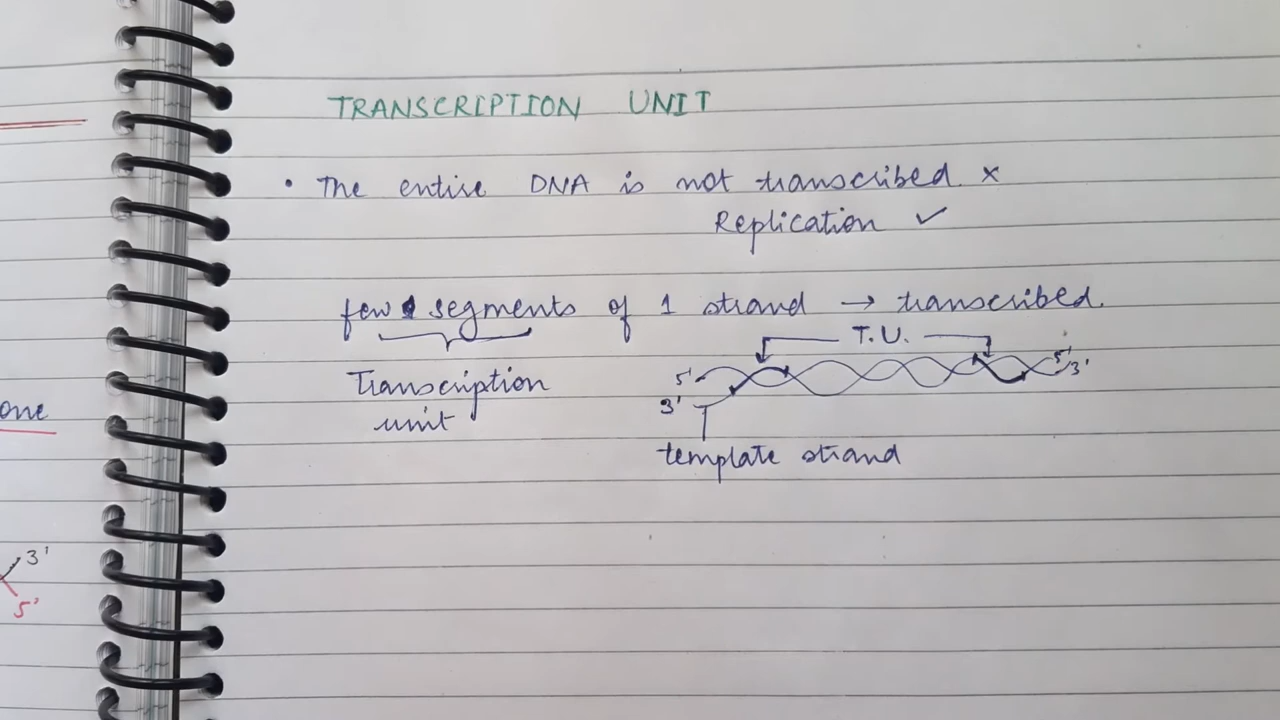 TRANSCRIPTION UNIT
• The entire DNA is not transcribed ×
Replication ✓
few segments of 1 strand → transcribed.
T.U.
Transcription
unit
5' 5'
3' 3'
template strand
one
3'
5'